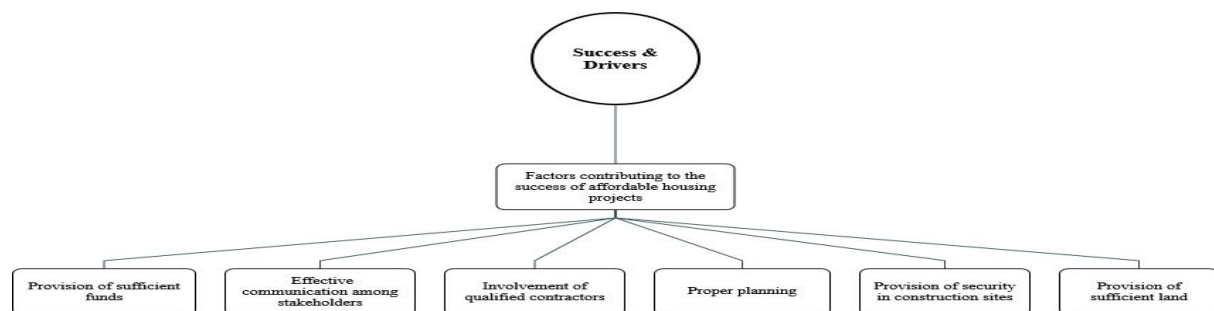 Success &
Drivers
Factors contributing to the
success of affordable housing
projects
Provision of sufficient
funds
Effective
communication among
stakeholders
Involvement of
qualified contractors
Proper planning
Provision of security
in construction sites
Provision of
sufficient land